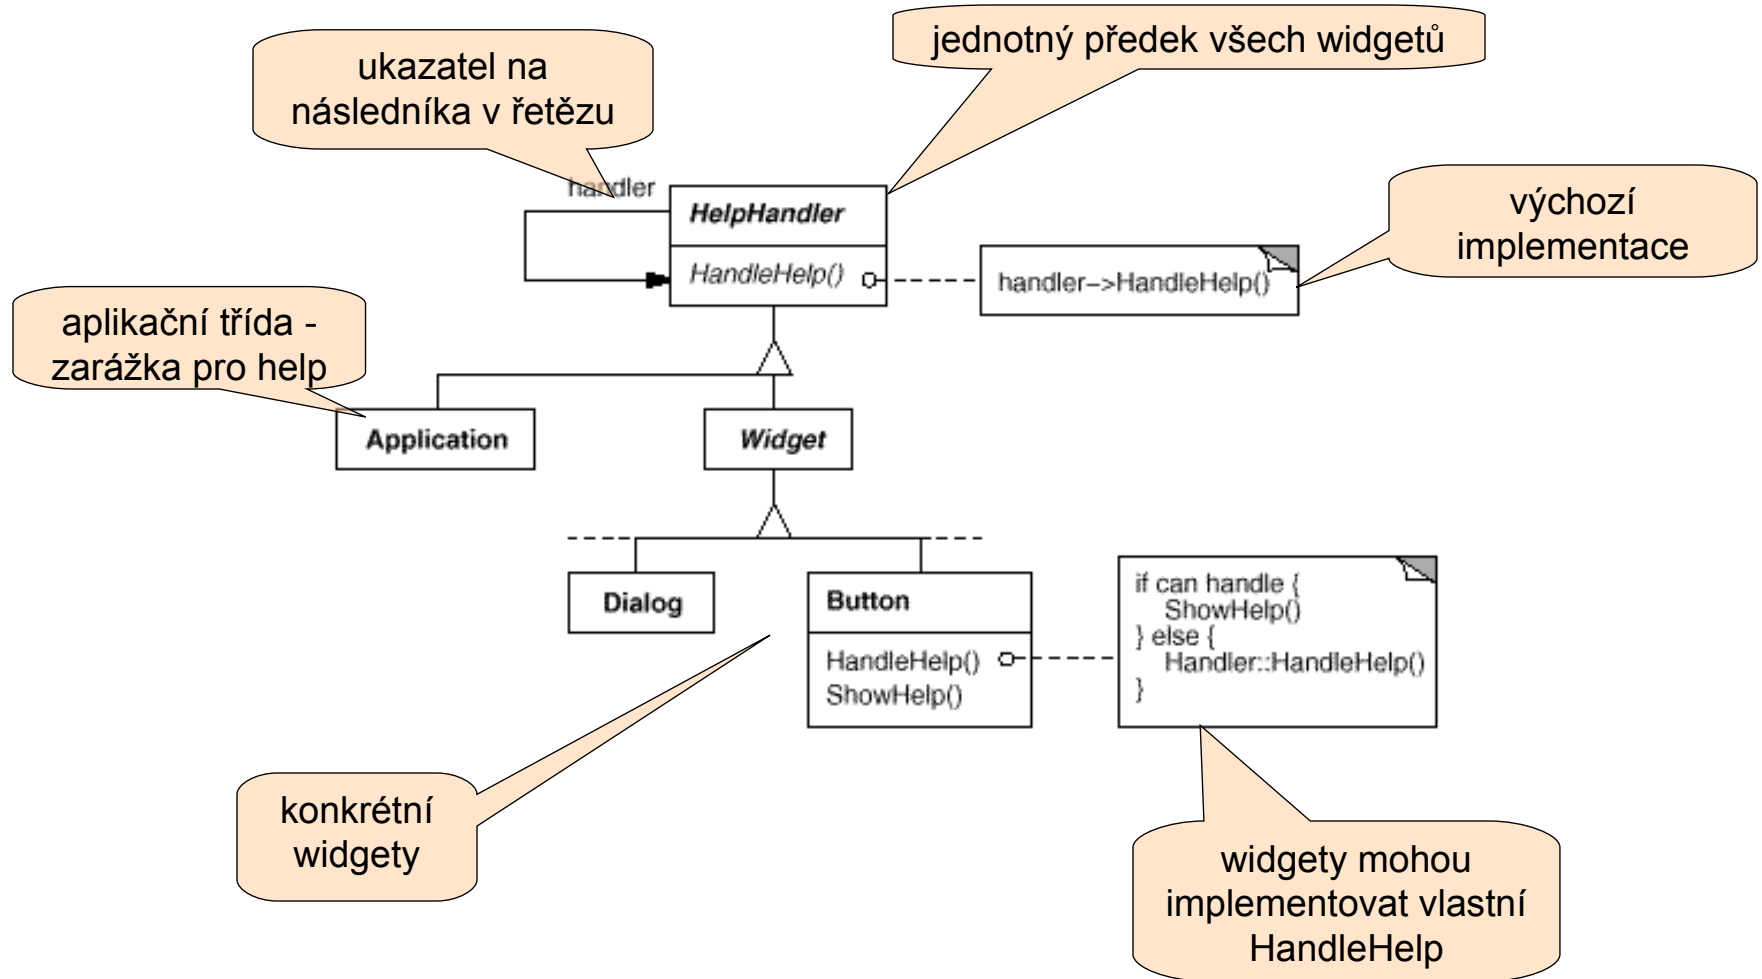 jednotný předek všech widgetů
ukazatel na
následníka v řetězu
handler
HelpHandler
HandleHelp()
handler->HandleHelp()
výchozí
implementace
aplikační třída -
zarážka pro help
Application
Widget
Dialog
Button
HandleHelp()
ShowHelp()
if can handle {
ShowHelp()
} else {
Handler::HandleHelp()
}
konkrétní
widgety
widgety mohou
implementovat vlastní
HandleHelp